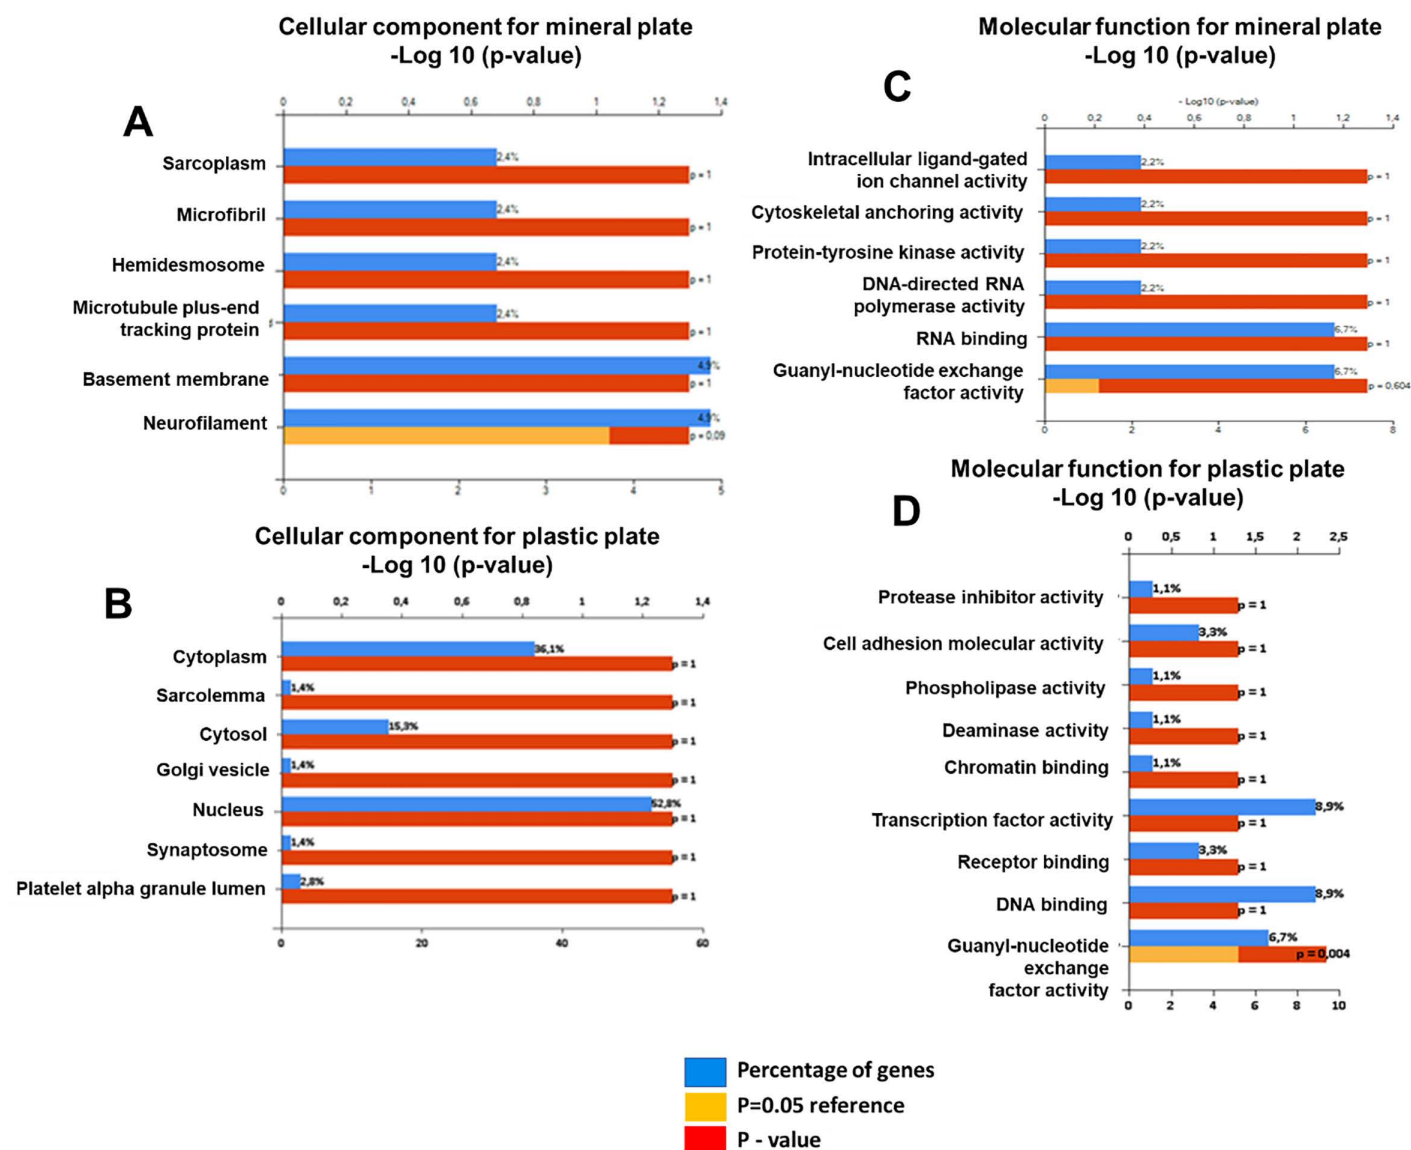 Cellular component for mineral plate
-Log 10 (p-value)
A
0 0,2 0,4 0,6 0,8 1 1,2 1,4
Sarcoplasm
2,4%
p = 1
Microfibril
2,4%
p = 1
Hemidesmosome
2,4%
p = 1
Microtubule plus-end
tracking protein
2,4%
p = 1
Basement membrane
4,9%
p = 1
Neurofilament
4,9%
p = 0,09
0 1 2 3 4 5
Cellular component for plastic plate
-Log 10 (p-value)
B
0 0,2 0,4 0,6 0,8 1 1,2 1,4
Cytoplasm
36,1%
p = 1
Sarcolemma
1,4%
p = 1
Cytosol
15,3%
p = 1
Golgi vesicle
1,4%
p = 1
Nucleus
52,8%
p = 1
Synaptosome
1,4%
p = 1
Platelet alpha granule lumen
2,8%
p = 1
0 20 40 60
Molecular function for mineral plate
-Log 10 (p-value)
C
- Log10 (p-value)
0 0,2 0,4 0,6 0,8 1 1,2 1,4
Intracellular ligand-gated
ion channel activity
2,2%
p = 1
Cytoskeletal anchoring activity
2,2%
p = 1
Protein-tyrosine kinase activity
2,2%
p = 1
DNA-directed RNA
polymerase activity
2,2%
p = 1
RNA binding
6,7%
p = 1
Guanyl-nucleotide exchange
factor activity
6,7%
p = 0,604
0 2 4 6 8
Molecular function for plastic plate
-Log 10 (p-value)
D
0 0,5 1 1,5 2 2,5
Protease inhibitor activity
1,1%
p = 1
Cell adhesion molecular activity
3,3%
p = 1
Phospholipase activity
1,1%
p = 1
Deaminase activity
1,1%
p = 1
Chromatin binding
1,1%
p = 1
Transcription factor activity
8,9%
p = 1
Receptor binding
3,3%
p = 1
DNA binding
8,9%
p = 1
Guanyl-nucleotide
exchange
factor activity
6,7%
p = 0,004
0 2 4 6 8 10
Percentage of genes
P=0.05 reference
P - value